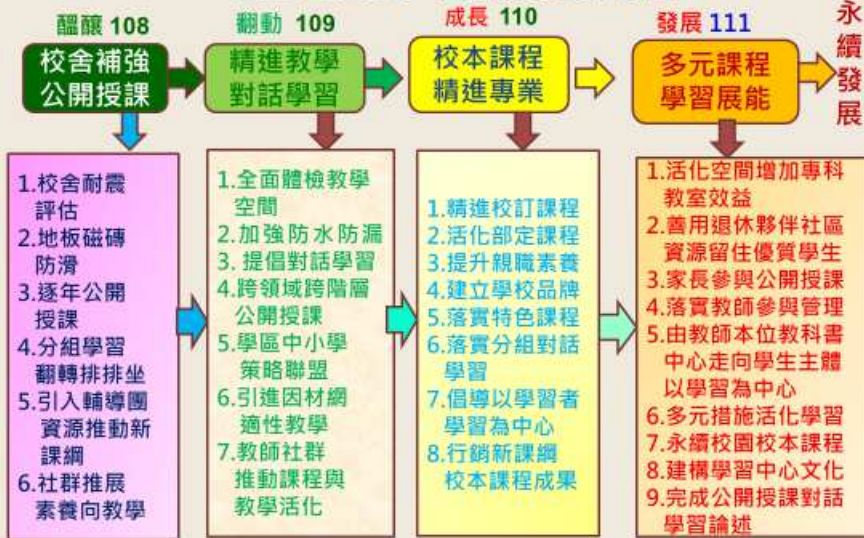 醞釀 108
校舍補強
公開授課
翻動 109
精進教學
對話學習
成長 110
校本課程
精進專業
發展 111
多元課程
學習展能
永續發展
1.校舍耐震
評估
2.地板磁磚
防滑
3.逐年公開
授課
4.分組學習
翻轉排排坐
5.引入輔導團
資源推動新
課綱
6.社群推展
素養向教學
1.全面體檢教學
空間
2.加強防水防漏
3. 提倡對話學習
4.跨領域跨階層
公開授課
5.學區中小學
策略聯盟
6.引進因材網
適性教學
7.教師社群
推動課程與
教學活化
1.精進校訂課程
2.活化部定課程
3.提升親職素養
4.建立學校品牌
5.落實特色課程
6.落實分組對話
學習
7.倡導以學習者
學習為中心
8.行銷新課綱
校本課程成果
1.活化空間增加專科
教室效益
2.善用退休夥伴社區
資源留住優質學生
3.家長參與公開授課
4.落實教師參與管理
5.由教師本位教科書
中心走向學生主體
以學習為中心
6.多元措施活化學習
7.永續校園校本課程
8.建構學習中心文化
9.完成公開授課對話
學習論述